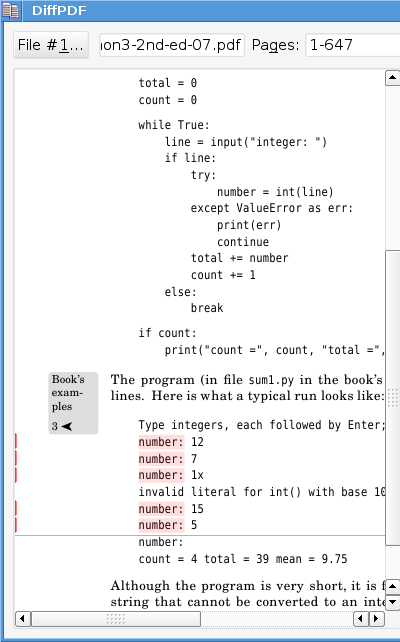 DiffPDF
File #1... on3-2nd-ed-07.pdf Pages: 1-647
total = 0
count = 0
while True:
line = input("integer: ")
if line:
try:
number = int(line)
except ValueError as err:
print(err)
continue
total += number
count += 1
else:
break
if count:
print("count =", count, "total =",
Book's
exam-
ples
3
The program (in file sum1.py in the book's
lines. Here is what a typical run looks like:
Type integers, each followed by Enter;
number: 12
number: 7
number: 1x
invalid literal for int() with base 10
number: 15
number: 5
number:
count = 4 total = 39 mean = 9.75
Although the program is very short, it is f
string that cannot be converted to an inte